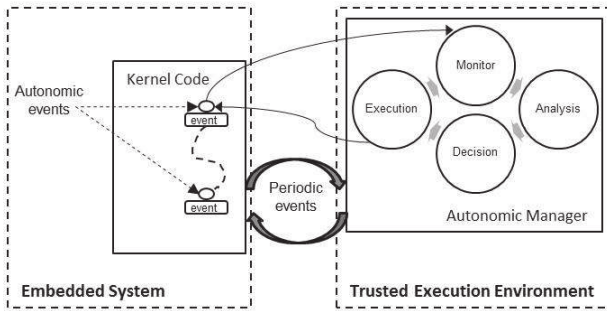 Kernel Code
Autonomic
events
event
event
Periodic
events
Monitor
Execution
Analysis
Decision
Autonomic Manager
Embedded System
Trusted Execution Environment